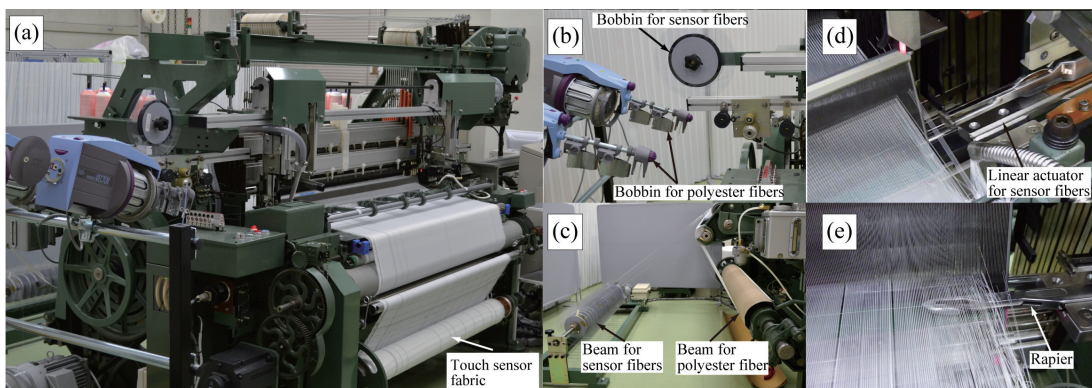 (a)
Touch sensor
fabric
(b)
Bobbin for sensor fibers
Bobbin for polyester fibers
(c)
Beam for
sensor fibers
Beam for
polyester fibers
(d)
Linear actuator
for sensor fibers
(e)
Rapier